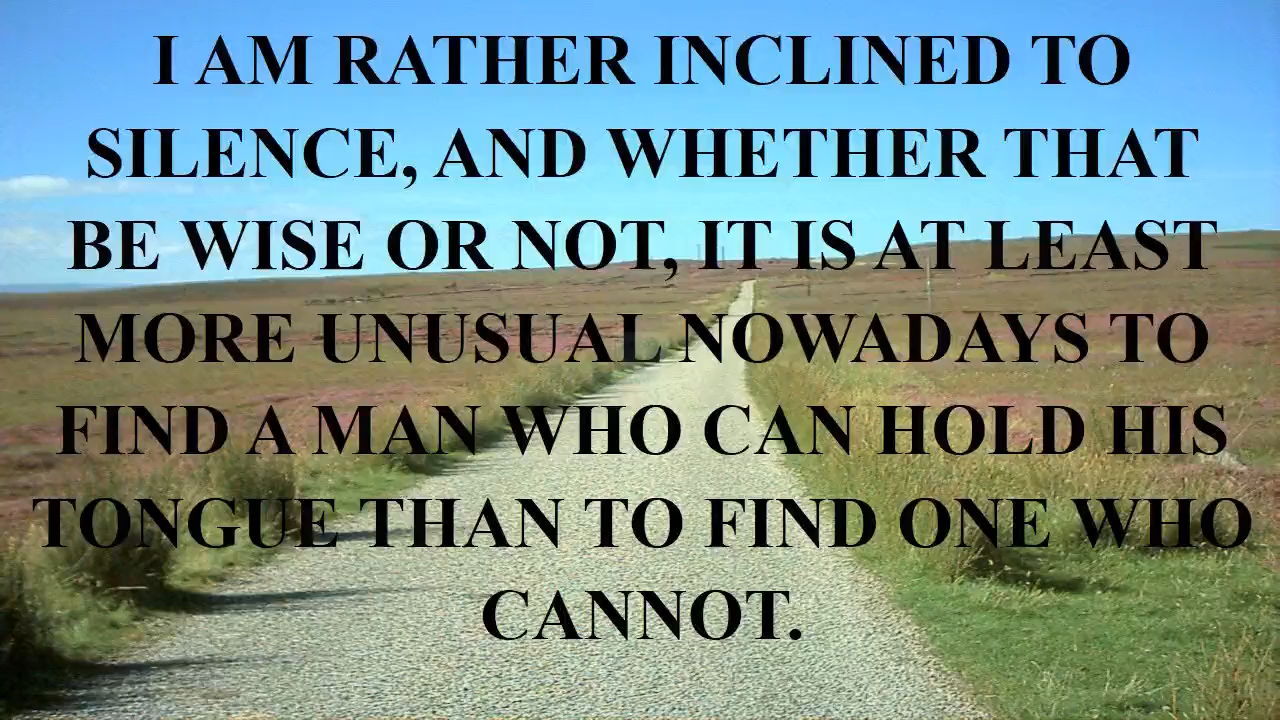 I AM RATHER INCLINED TO
SILENCE, AND WHETHER THAT
BE WISE OR NOT, IT IS AT LEAST
MORE UNUSUAL NOWADAYS TO
FIND A MAN WHO CAN HOLD HIS
TONGUE THAN TO FIND ONE WHO
CANNOT.